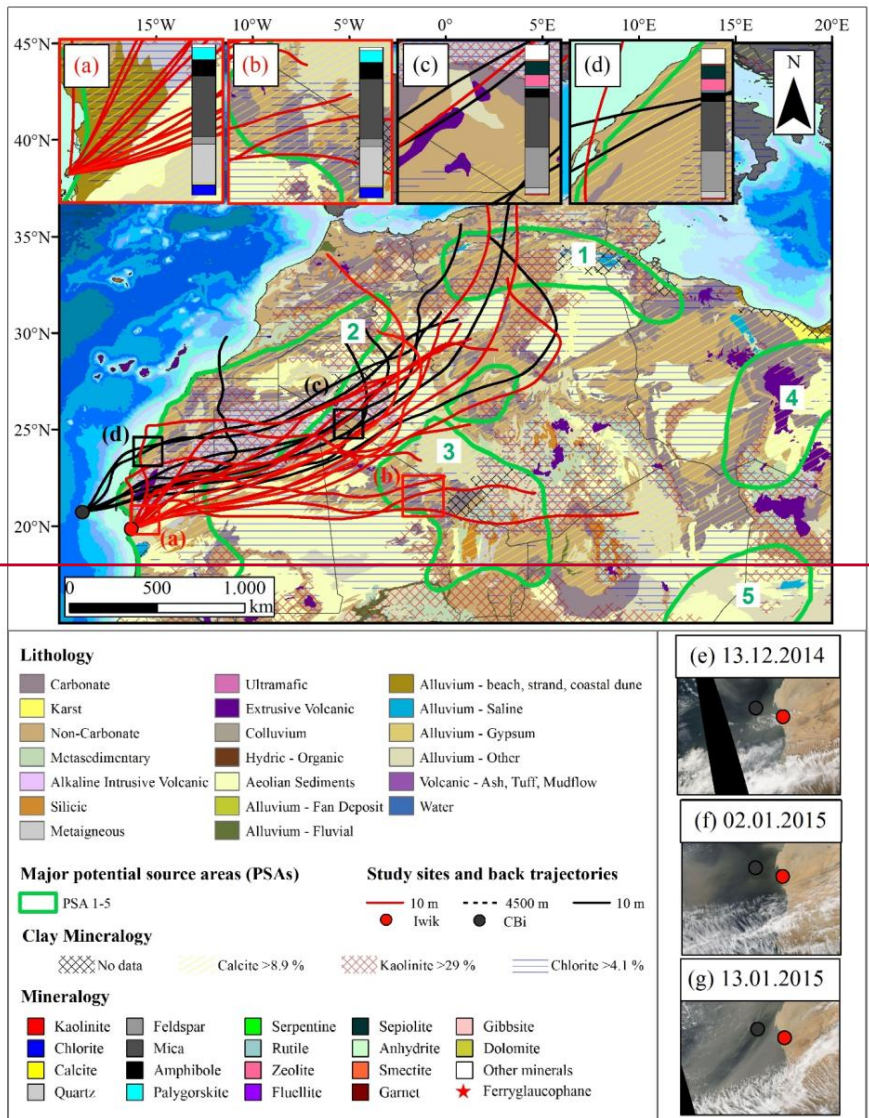 15°W 10°W 5°W 0° 5°E 10°E 15°E 20°E
45°N
(a) (b) (c) (d) N
40°N
35°N
1
30°N
2
(c)
4
25°N
(d)
3
(b)
20°N
(a)
0 500 1.000
km
5
Lithology
Carbonate Ultramafic Alluvium - beach, strand, coastal dune
Karst Extrusive Volcanic Alluvium - Saline
Non-Carbonate Colluvium Alluvium - Gypsum
Metasedimentary Hydric - Organic Alluvium - Other
Alkaline Intrusive Volcanic Aeolian Sediments Volcanic - Ash, Tuff, Mudflow
Silicic Alluvium - Fan Deposit Water
Metaigneous Alluvium - Fluvial
Major potential source areas (PSAs) Study sites and back trajectories
PSA 1-5 10 m 4500 m 10 m
Iwik CBi
Clay Mineralogy
No data Calcite >8.9 % Kaolinite >29 % Chlorite >4.1 %
Mineralogy
Kaolinite Feldspar Serpentine Sepiolite Gibbsite
Chlorite Mica Rutile Anhydrite Dolomite
Calcite Amphibole Zeolite Smectite Other minerals
Quartz Palygorskite Fluellite Garnet Ferryglaucophane
(e) 13.12.2014
(f) 02.01.2015
(g) 13.01.2015